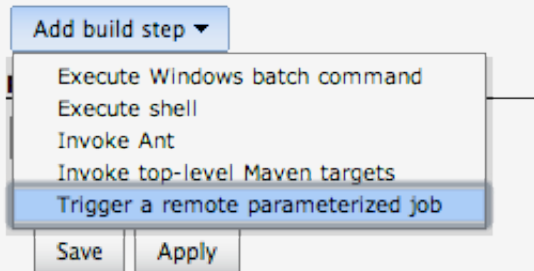 Add build step
Execute Windows batch command
Execute shell
Invoke Ant
Invoke top-level Maven targets
Trigger a remote parameterized job
Save Apply